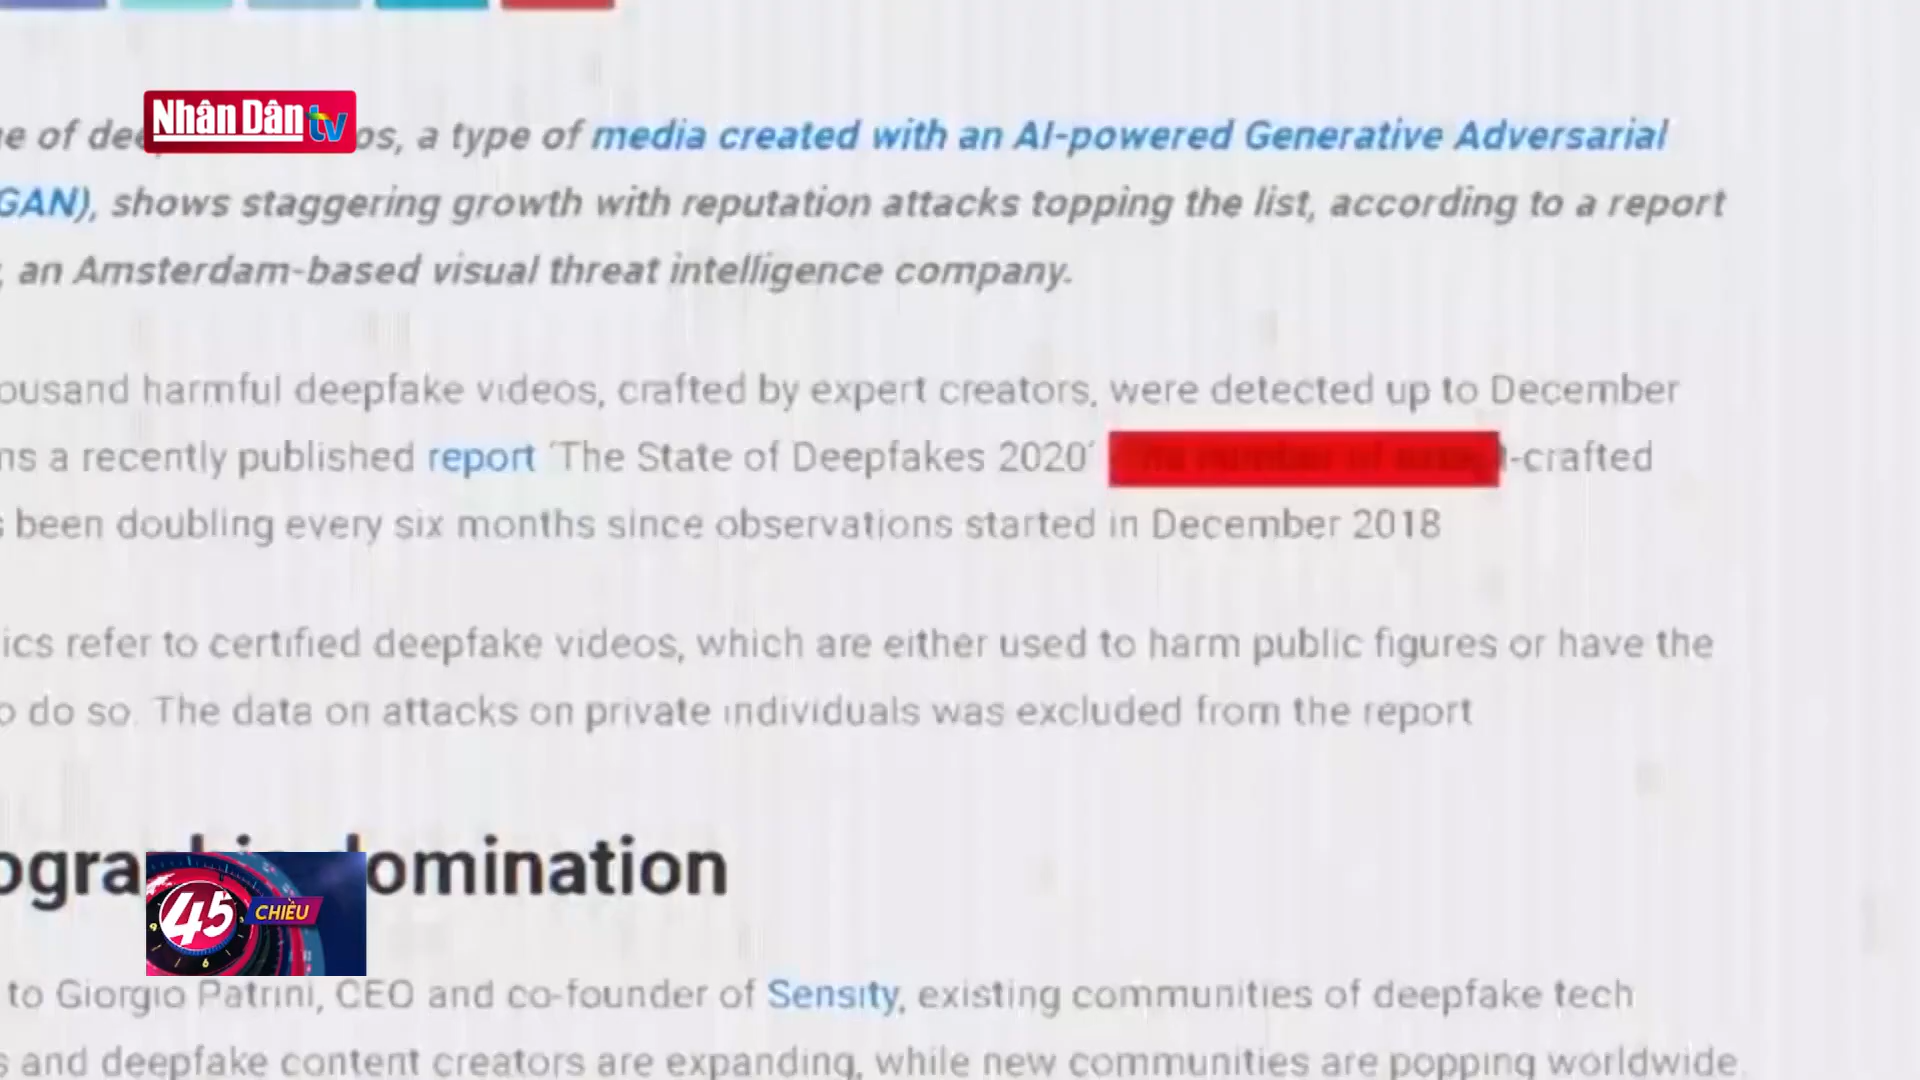 Nhân Dân tv
e of dee os, a type of media created with an AI-powered Generative Adversarial
GAN), shows staggering growth with reputation attacks topping the list, according to a report
, an Amsterdam-based visual threat intelligence company.
ousand harmful deepfake videos, crafted by expert creators, were detected up to December
ns a recently published report 'The State of Deepfakes 2020' The number of expert-crafted
s been doubling every six months since observations started in December 2018
ics refer to certified deepfake videos, which are either used to harm public figures or have the
o do so. The data on attacks on private individuals was excluded from the report
ographic domination
45 CHIỀU
to Giorgio Patrini, CEO and co-founder of Sensity, existing communities of deepfake tech
s and deepfake content creators are expanding, while new communities are popping worldwide